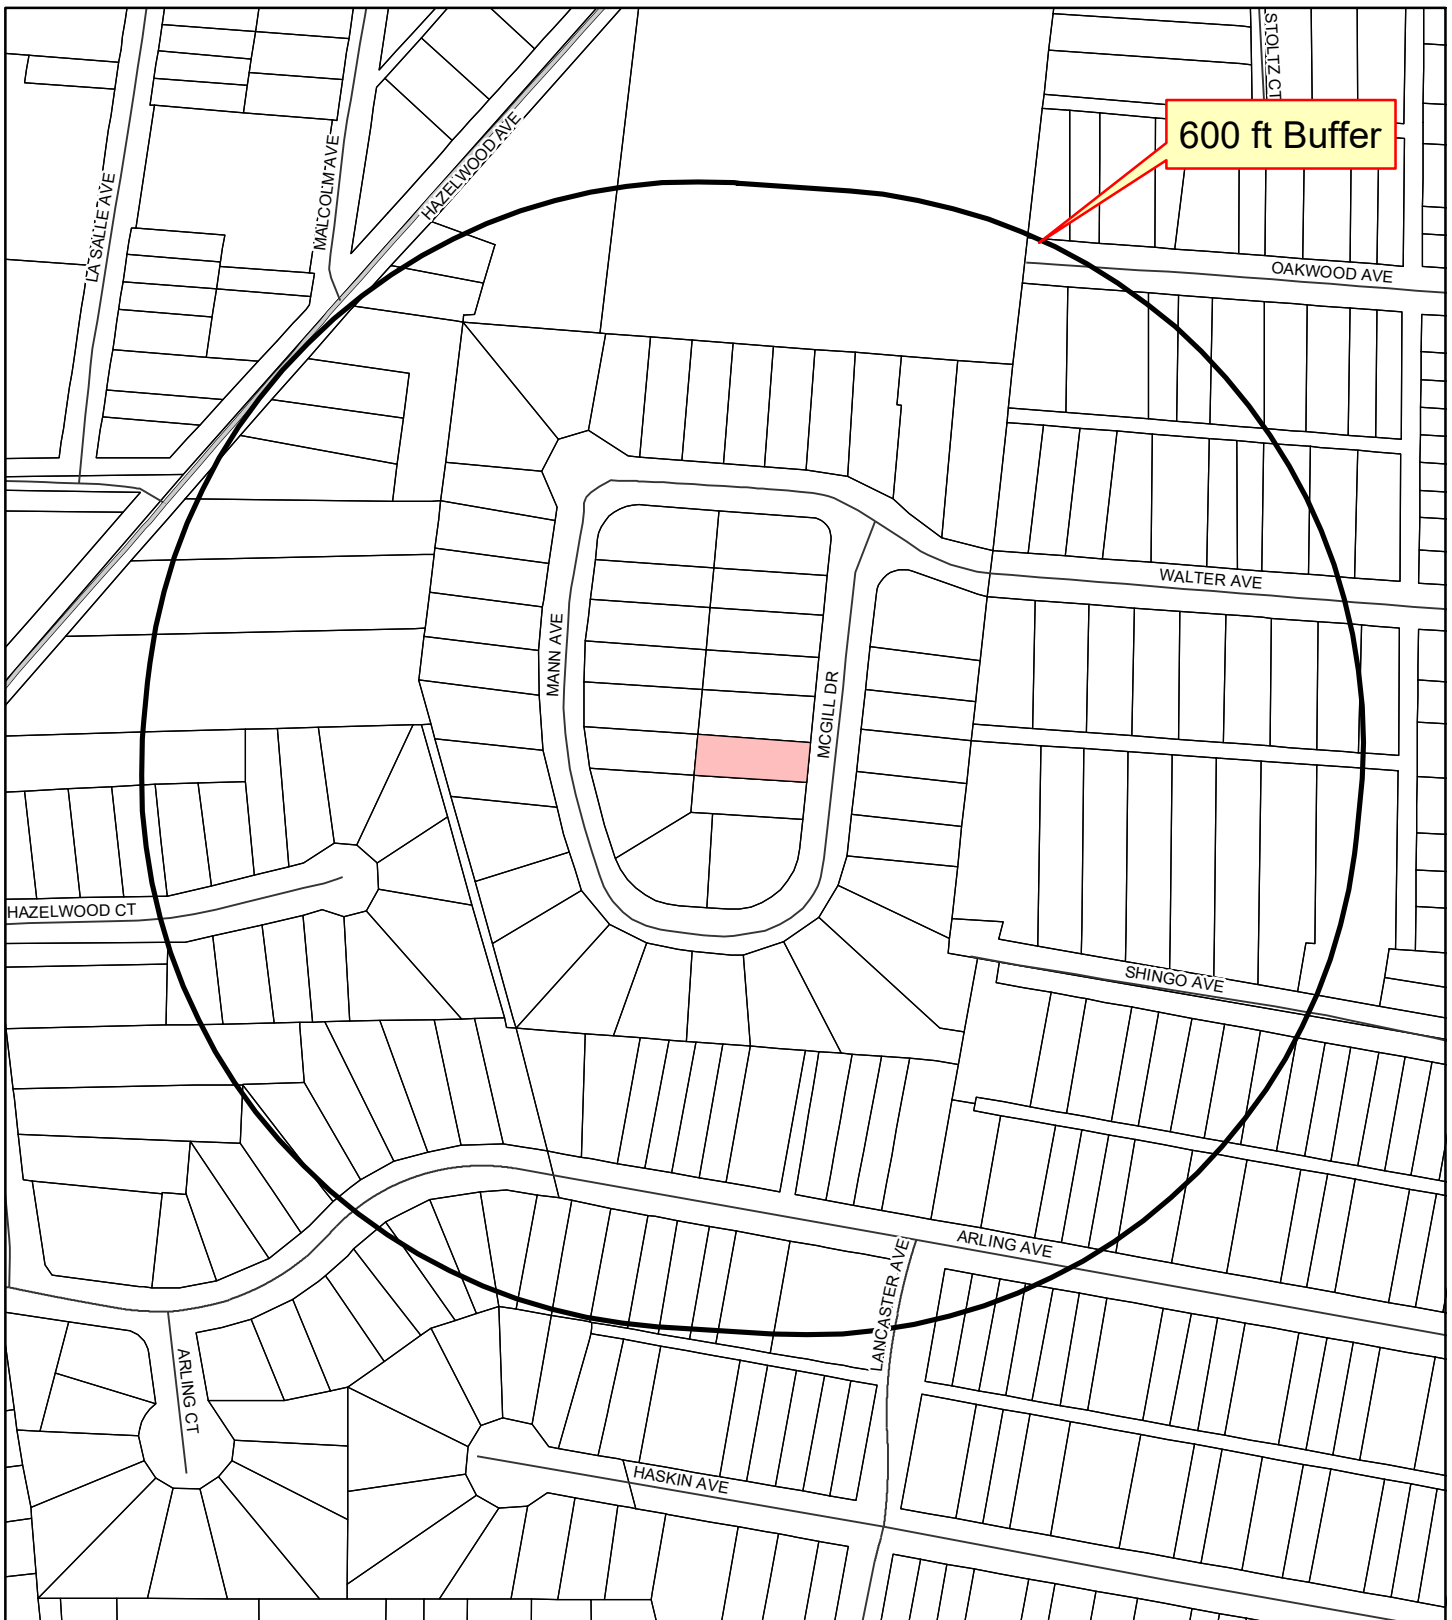 STOLTZ CT
600 ft Buffer
HAZELWOOD AVE
MALCOLM AVE
LA SALLE AVE
OAKWOOD AVE
WALTER AVE
MANN AVE
MCGILL DR
HAZELWOOD CT
SHINGO AVE
ARLING AVE
LANCASTER AVE
ARLING CT
HASKIN AVE